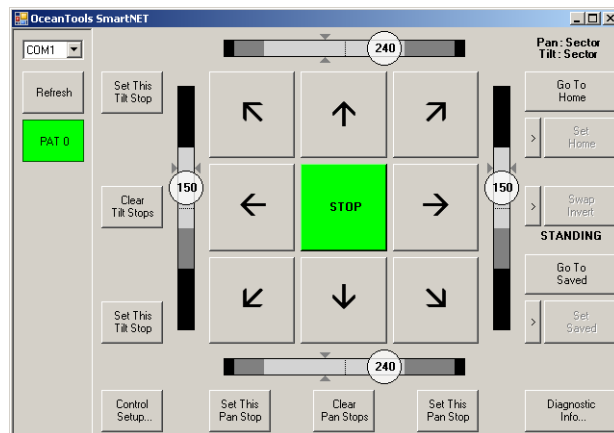 OceanTools SmartNET
COM1
Refresh
PAT 0
Set This
Tilt Stop
Clear
Tilt Stops
Set This
Tilt Stop
Control
Setup...
240
150
STOP
150
240
Set This
Pan Stop
Clear
Pan Stops
Set This
Pan Stop
Pan : Sector
Tilt : Sector
Go To
Home
>
Set
Home
>
Swap
Invert
STANDING
Go To
Saved
>
Set
Saved
Diagnostic
Info...